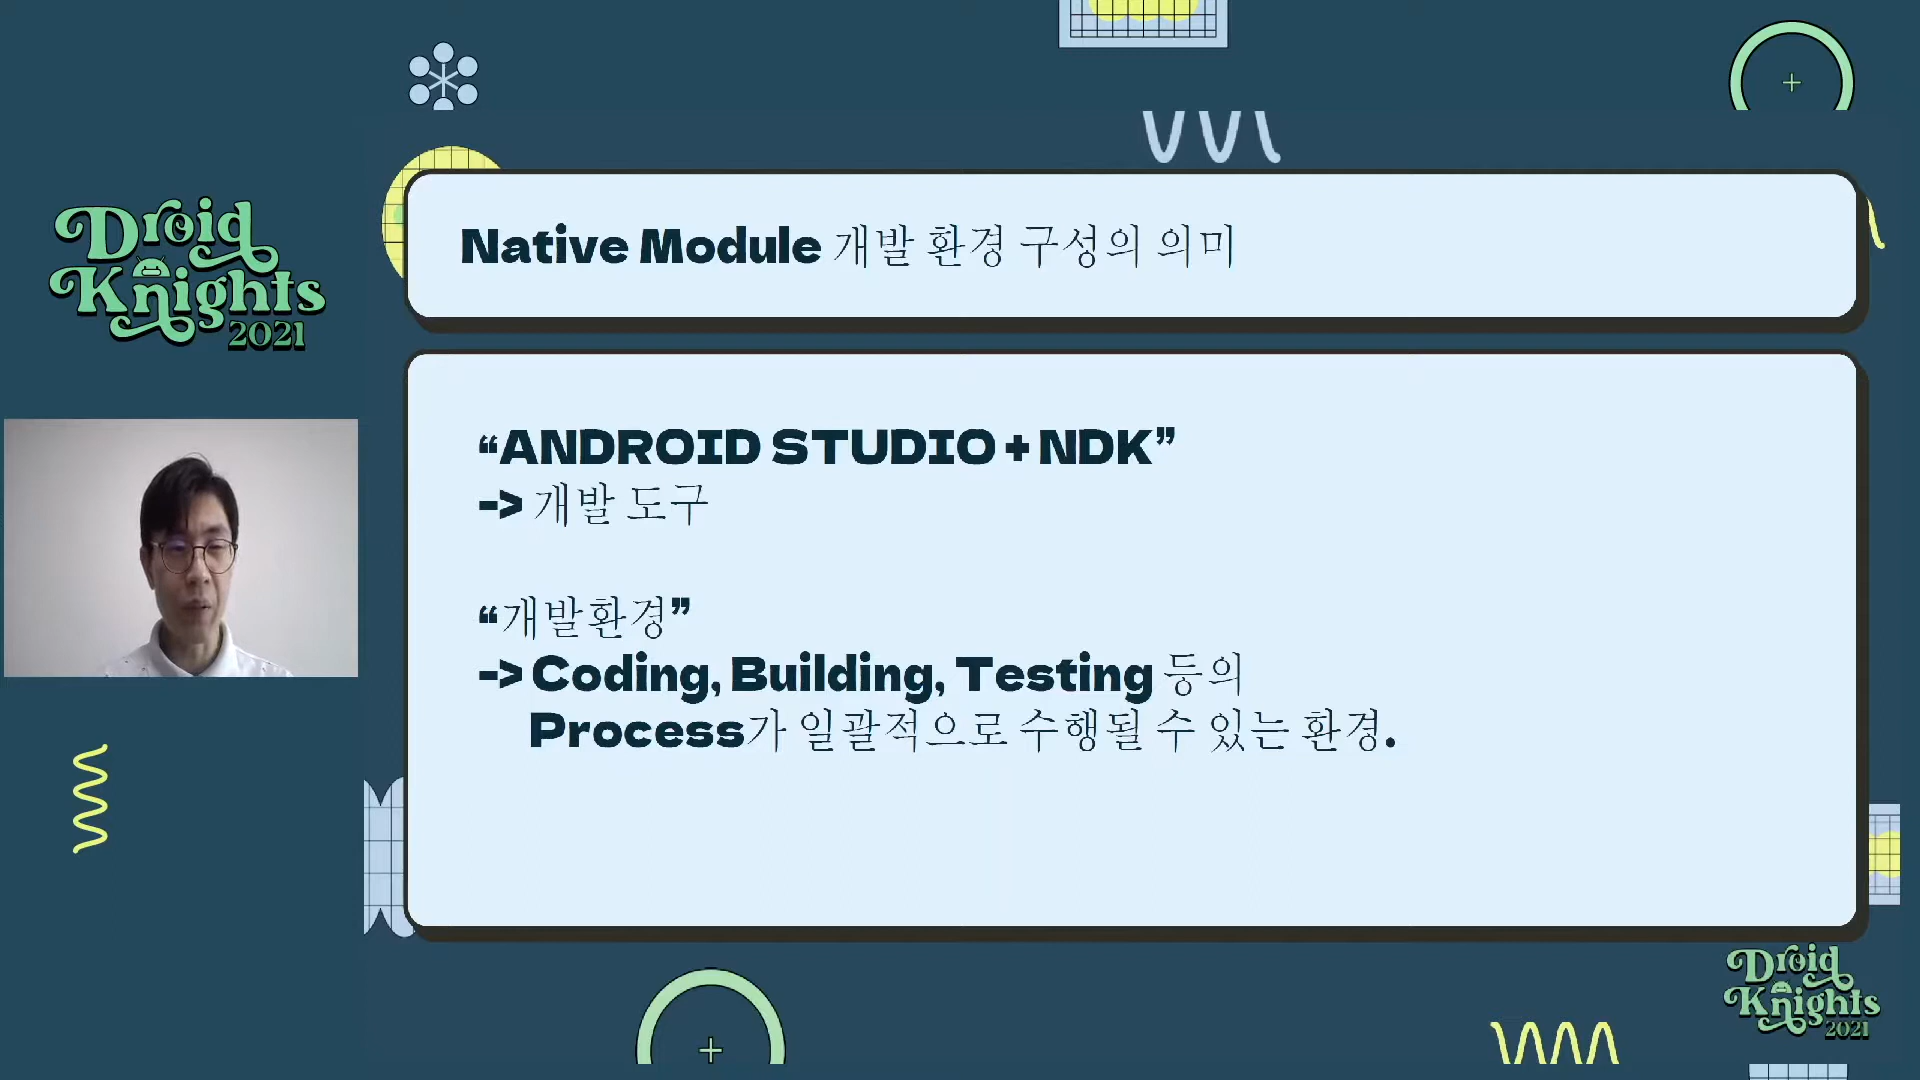 Droid
Knights
2021
Native Module 개발 환경 구성의 의미
“ANDROID STUDIO + NDK”
-> 개발 도구
“개발환경”
-> Coding, Building, Testing 등의
Process가 일괄적으로 수행될 수 있는 환경.
Droid
Knights
2021